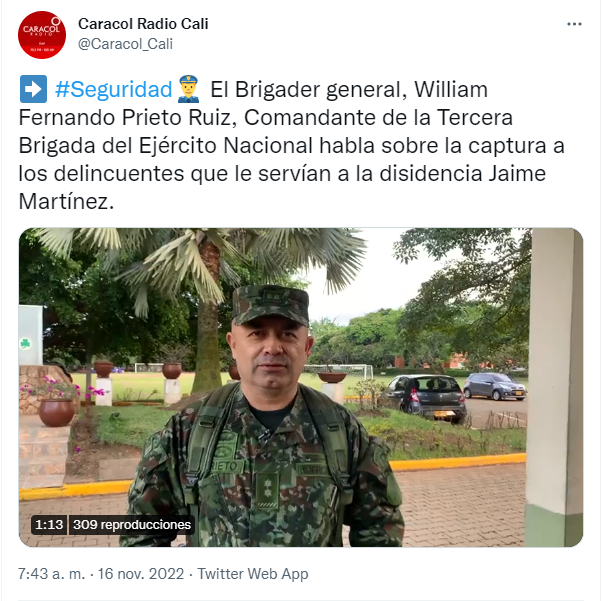 Caracol Radio Cali
@Caracol_Cali
#Seguridad El Brigader general, William
Fernando Prieto Ruiz, Comandante de la Tercera
Brigada del Ejército Nacional habla sobre la captura a
los delincuentes que le servían a la disidencia Jaime
Martínez.
CARACOL
RADIO
PRIETO
1:13 309 reproducciones
7:43 a. m. · 16 nov. 2022 · Twitter Web App